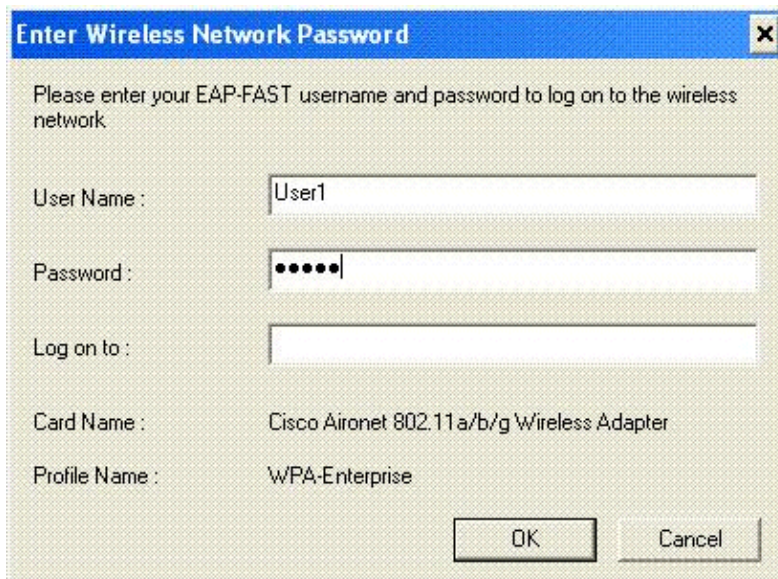 Enter Wireless Network Password
Please enter your EAP-FAST username and password to log on to the wireless
network
User Name : User1
Password : •••••
Log on to :
Card Name : Cisco Aironet 802.11a/b/g Wireless Adapter
Profile Name : WPA-Enterprise
OK Cancel